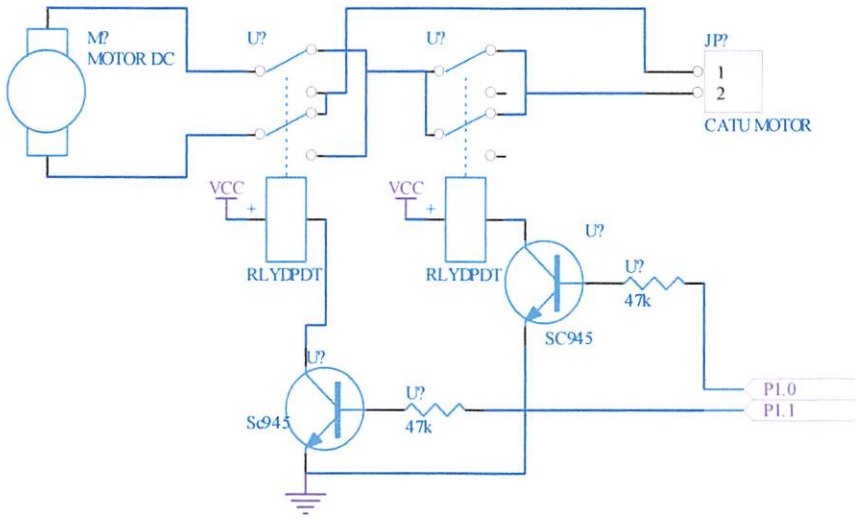 M?
MOTOR DC
U?
U?
JP?
1
2
CATU MOTOR
VCC
+
RLYDPDT
VCC
+
RLYDPDT
U?
SC945
U?
47k
P1.0
P1.1
U?
Sc945
U?
47k